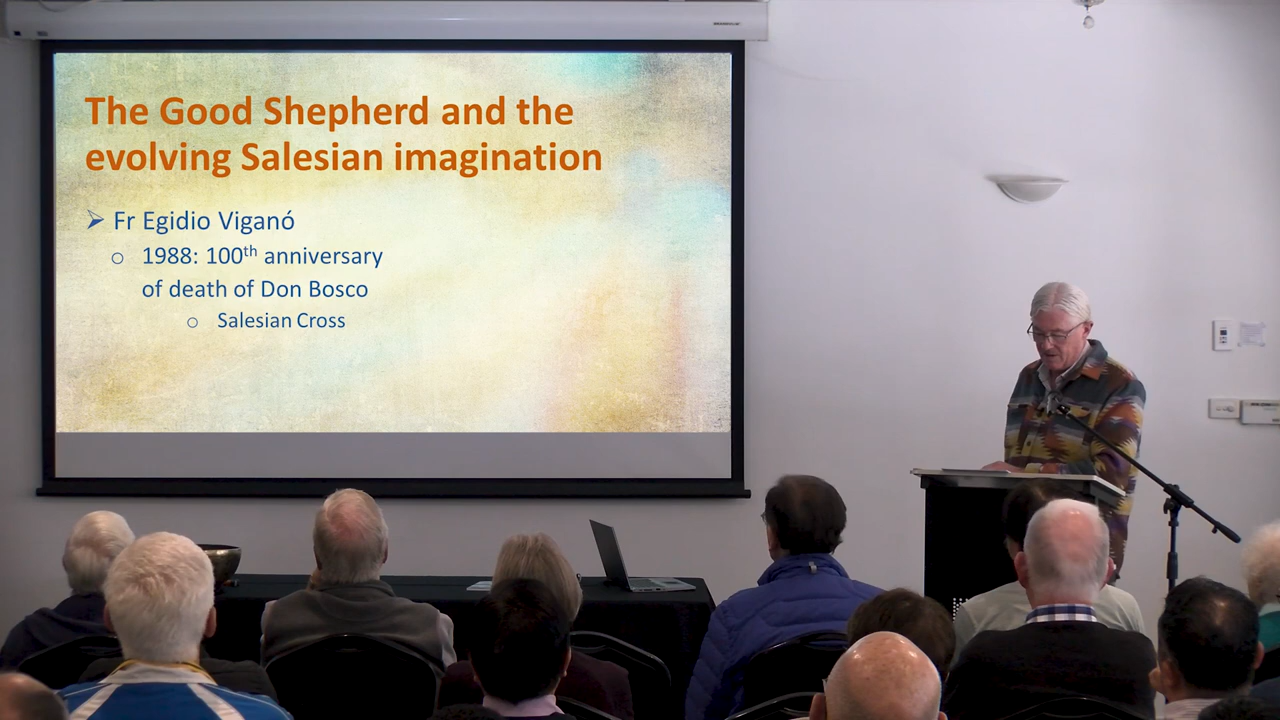 The Good Shepherd and the
evolving Salesian imagination
➢ Fr Egidio Viganó
○ 1988: 100th anniversary
of death of Don Bosco
○ Salesian Cross